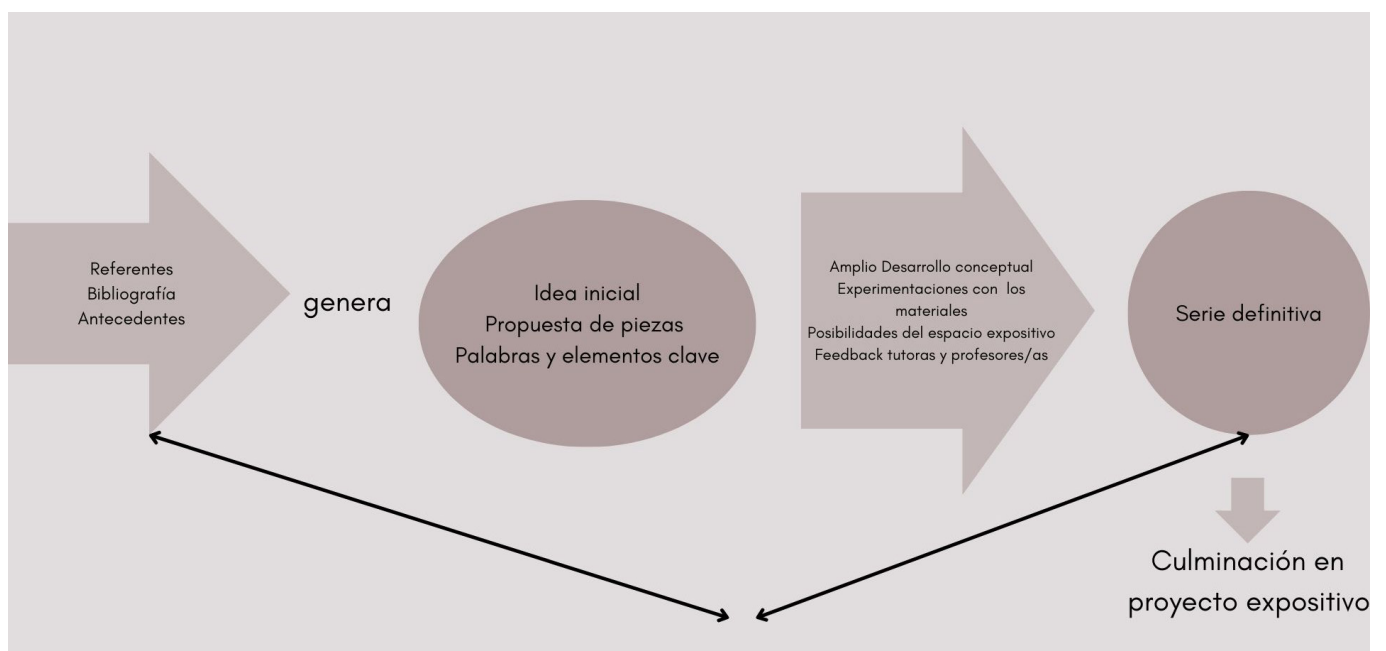 Referentes
Bibliografía
Antecedentes
genera
Idea inicial
Propuesta de piezas
Palabras y elementos clave
Amplio Desarrollo conceptual
Experimentaciones con los
materiales
Posibilidades del espacio expositivo
Feedback tutoras y profesores/as
Serie definitiva
Culminación en
proyecto expositivo